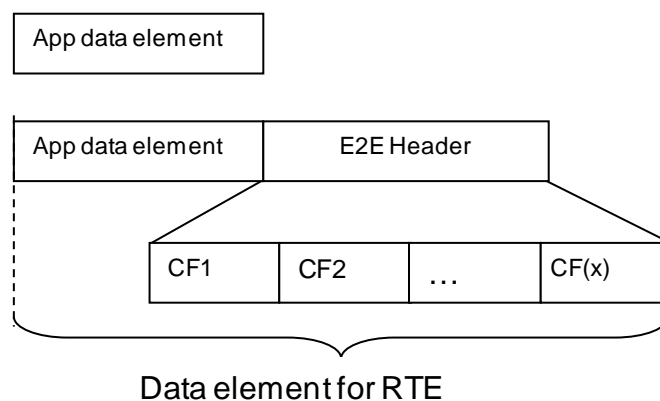 App data element
App data element
E2E Header
CF1
CF2
...
CF(x)
Data element for RTE